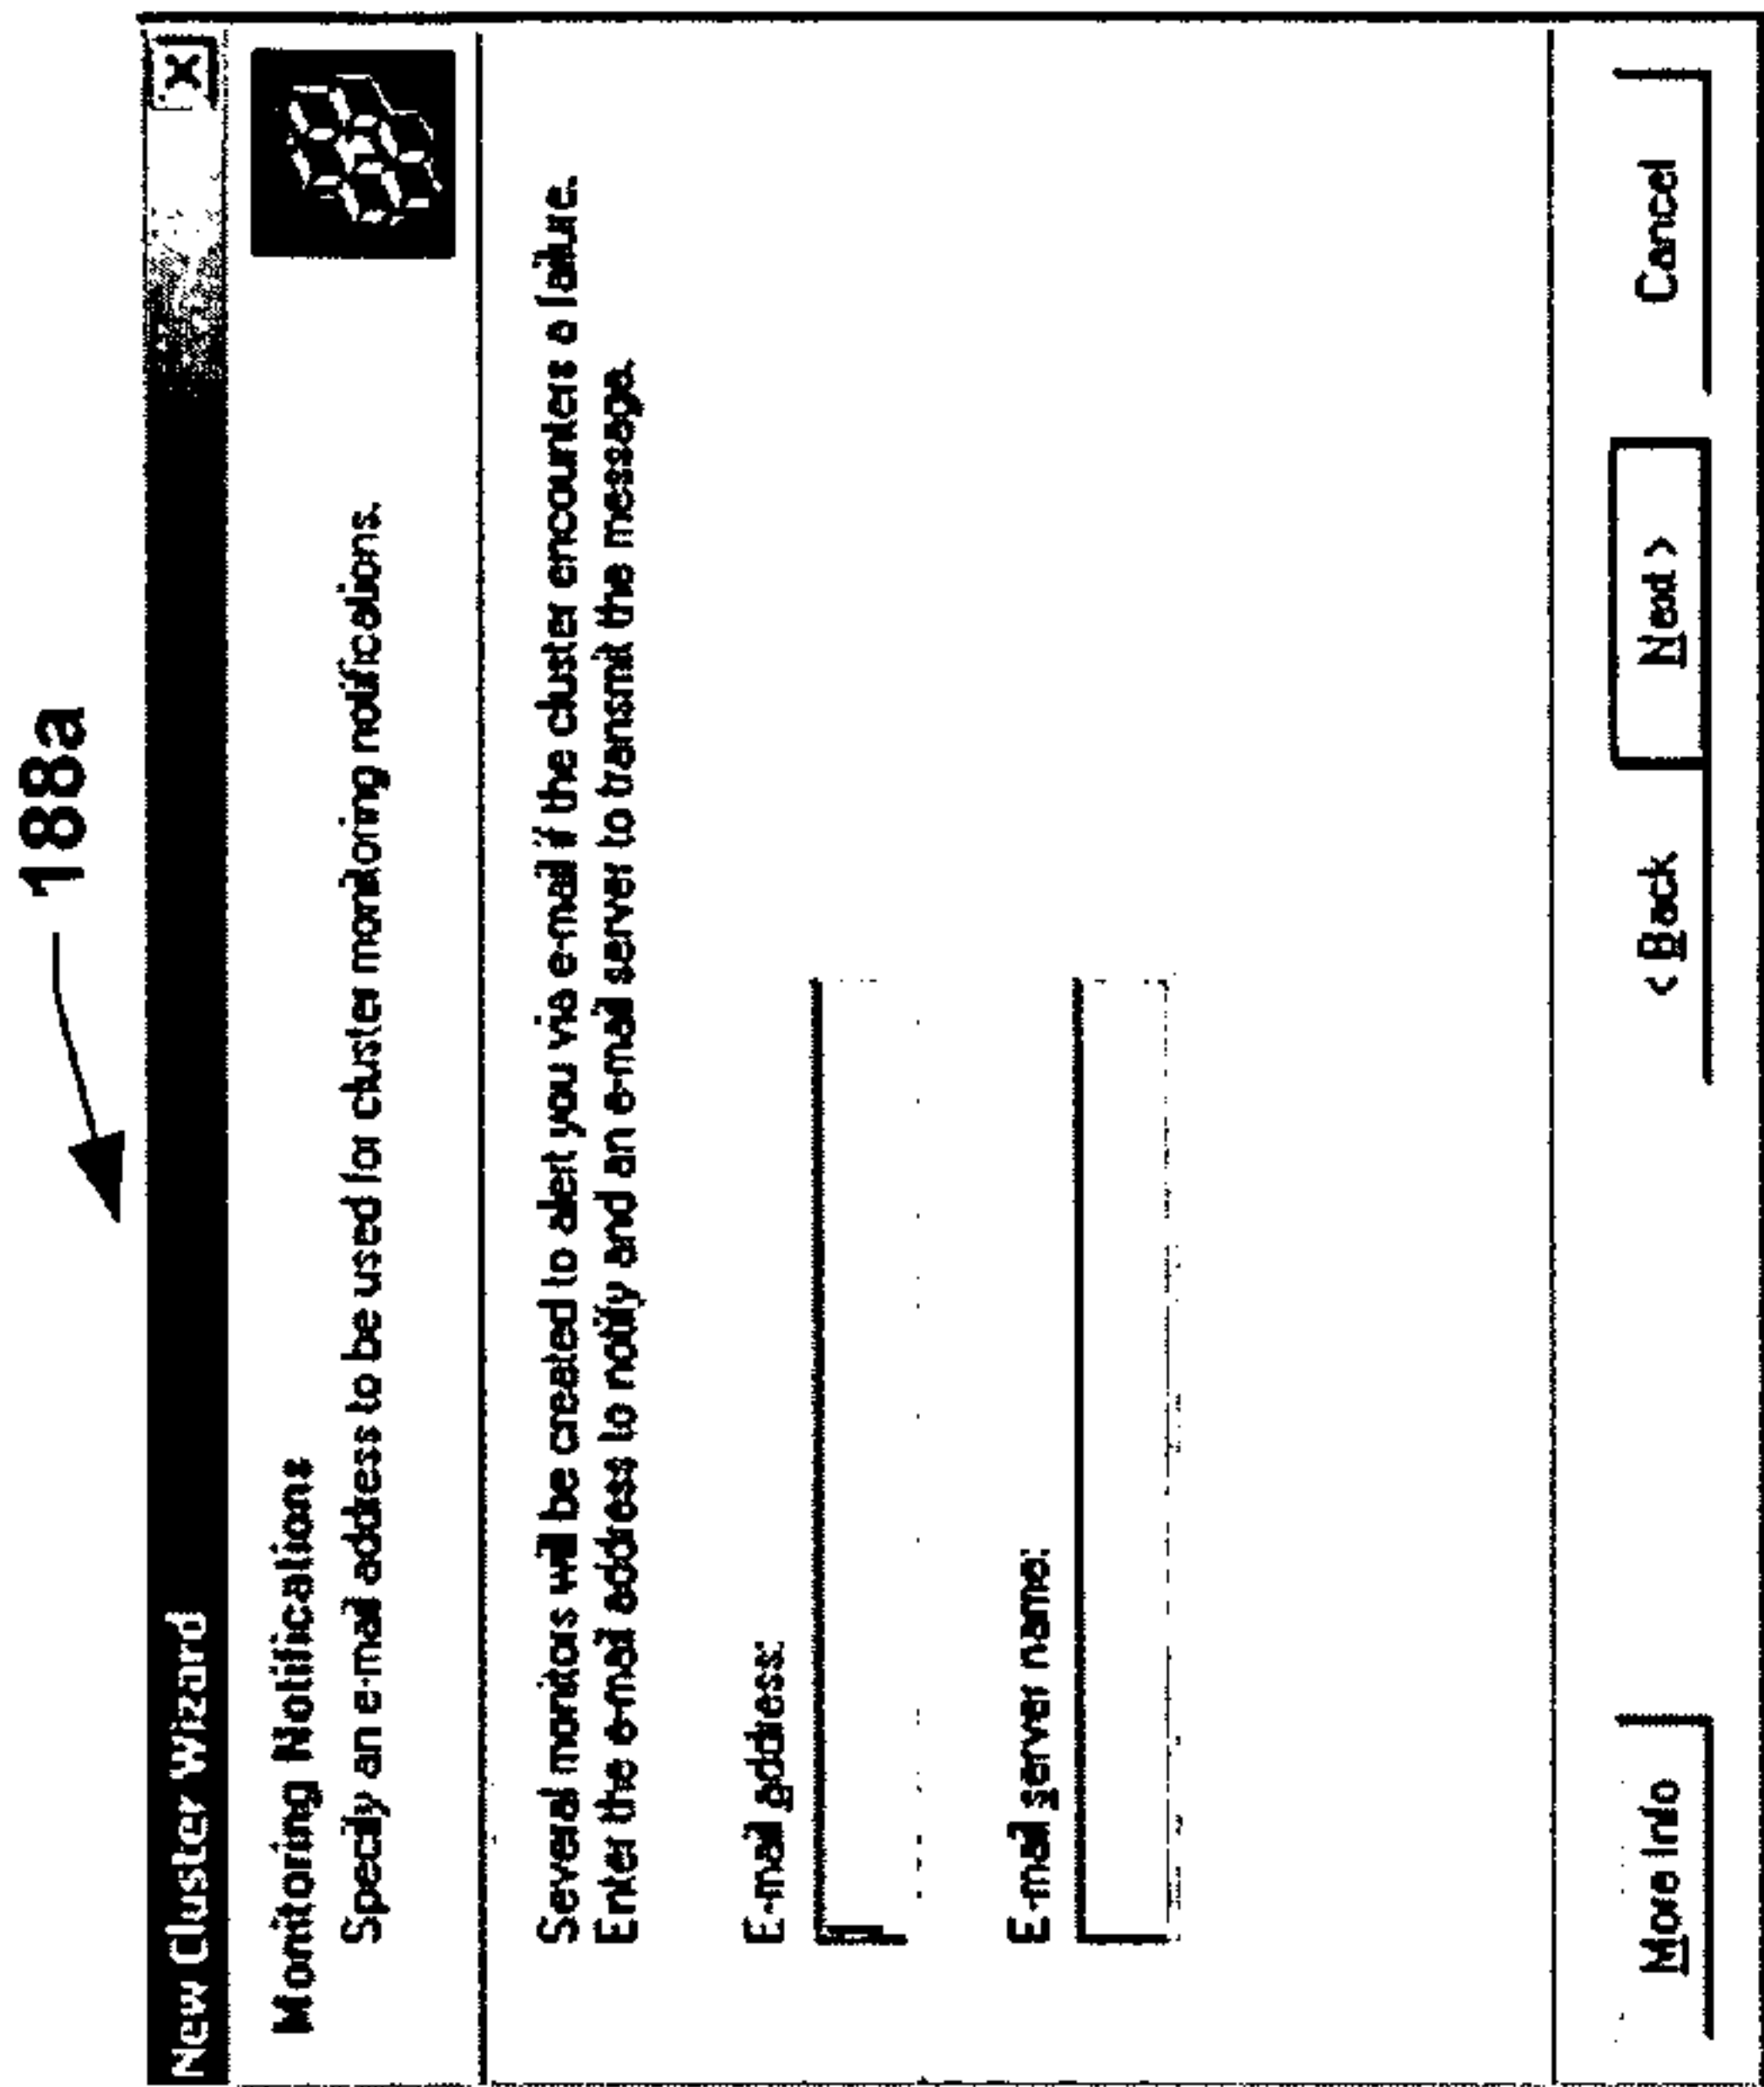 188a
New Cluster Wizard
Monitoring Notifications
Specify an e-mail address to be used for cluster monitoring notifications.
Several monitors will be created to alert you via e-mail if the cluster encounters a failure.
Enter the e-mail address to notify and an e-mail server to transmit the message.
E-mail address:
E-mail server name:
More Info
< Back
Next >
Cancel